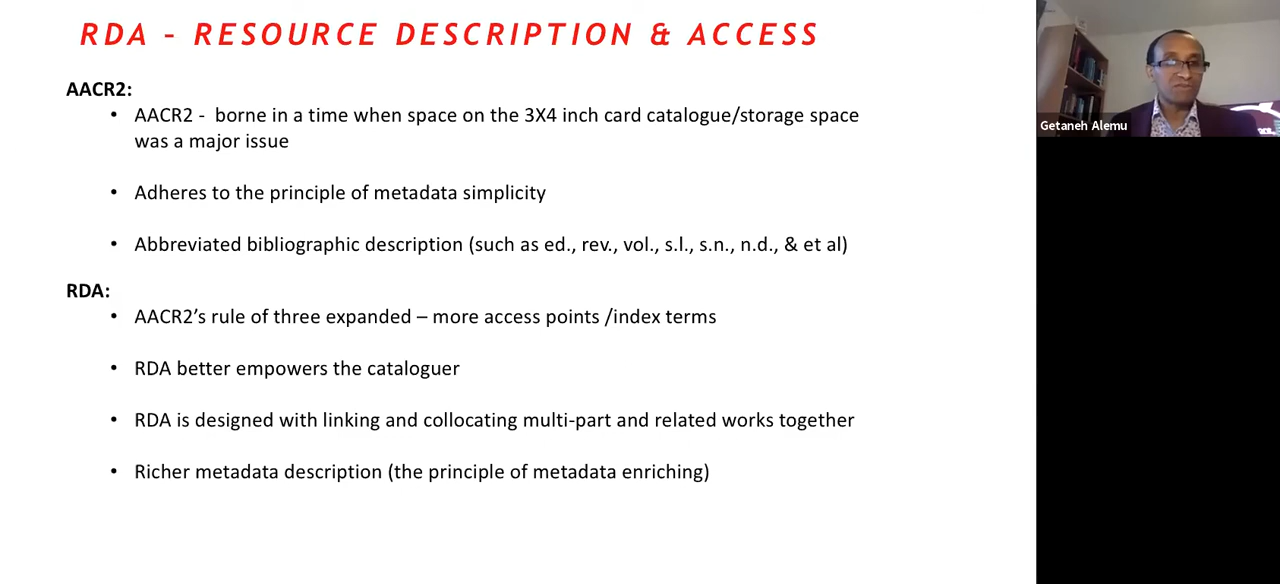 RDA – RESOURCE DESCRIPTION & ACCESS
AACR2:
• AACR2 - borne in a time when space on the 3X4 inch card catalogue/storage space
was a major issue
• Adheres to the principle of metadata simplicity
• Abbreviated bibliographic description (such as ed., rev., vol., s.l., s.n., n.d., & et al)
RDA:
• AACR2’s rule of three expanded – more access points /index terms
• RDA better empowers the cataloguer
• RDA is designed with linking and collocating multi-part and related works together
• Richer metadata description (the principle of metadata enriching)
Getaneh Alemu